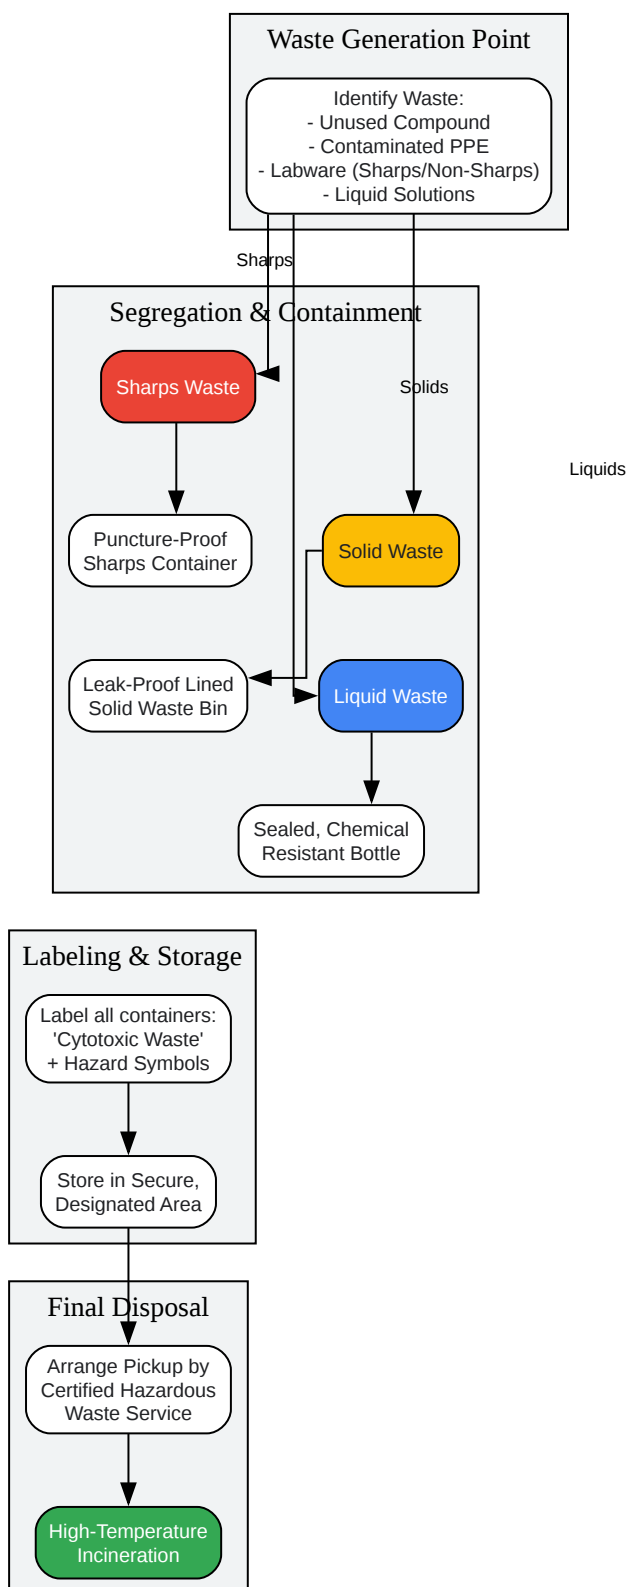 Waste Generation Point
Identify Waste:
- Unused Compound
- Contaminated PPE
- Labware (Sharps/Non-Sharps)
- Liquid Solutions
Sharps
Segregation & Containment
Sharps Waste
Solids
Liquids
Puncture-Proof
Sharps Container
Solid Waste
Leak-Proof Lined
Solid Waste Bin
Liquid Waste
Sealed, Chemical
Resistant Bottle
Labeling & Storage
Label all containers:
'Cytotoxic Waste'
+ Hazard Symbols
Store in Secure,
Designated Area
Final Disposal
Arrange Pickup by
Certified Hazardous
Waste Service
High-Temperature
Incineration